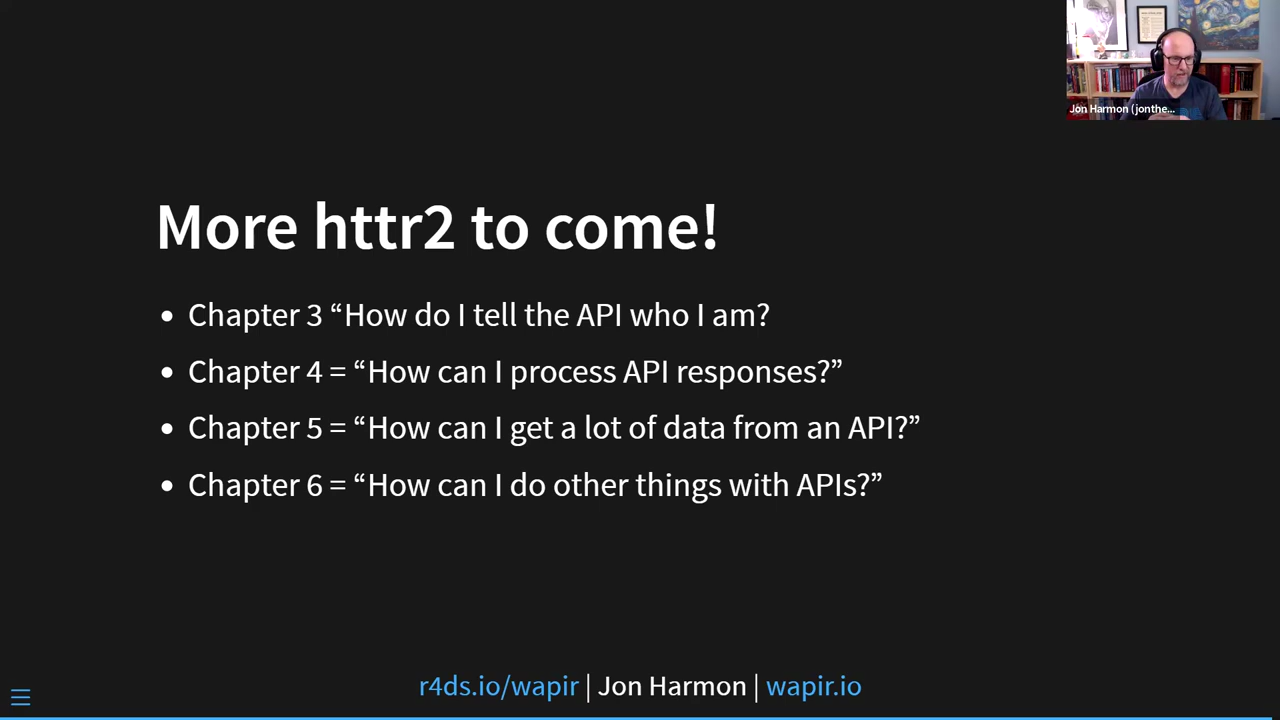 Jon Harmon (jonthe...
More httr2 to come!
• Chapter 3 “How do I tell the API who I am?
• Chapter 4 = “How can I process API responses?”
• Chapter 5 = “How can I get a lot of data from an API?”
• Chapter 6 = “How can I do other things with APIs?”
r4ds.io/wapir | Jon Harmon | wapir.io